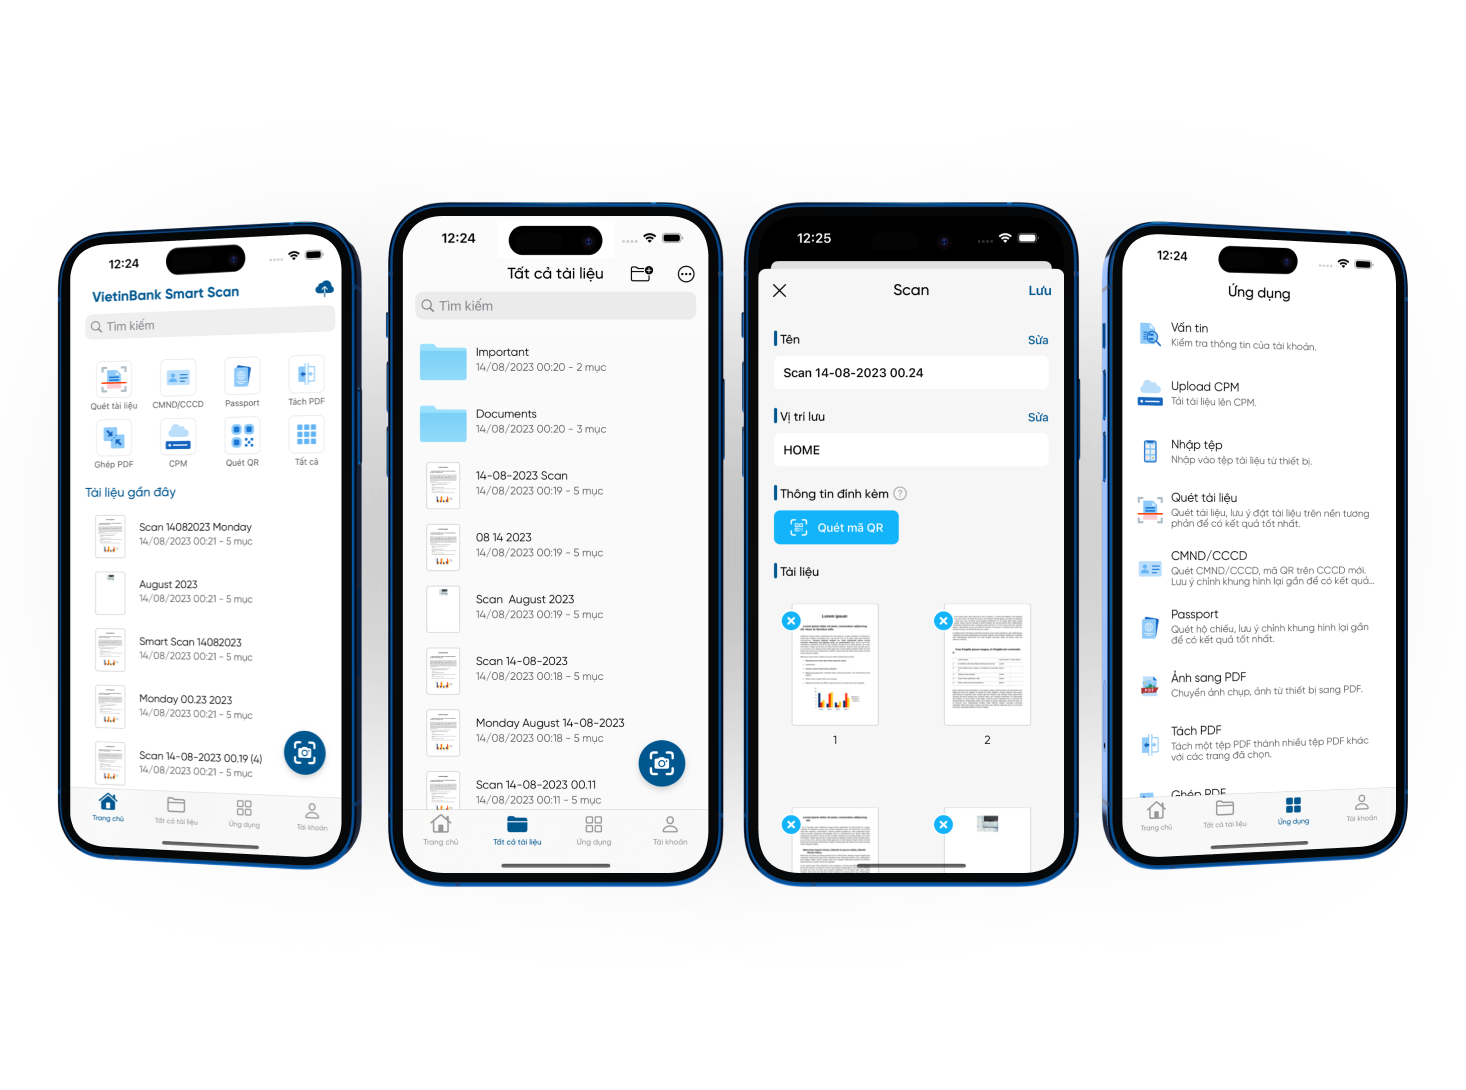 12:24
VietinBank Smart Scan
Tìm kiếm
Quét tài liệu
CMND/CCCD
Passport
Tách PDF
Ghép PDF
CPM
Quét QR
Tất cả
Tài liệu gần đây
Scan 14082023 Monday
14/08/2023 00:21 - 5 mục
August 2023
14/08/2023 00:21 - 5 mục
Smart Scan 14082023
14/08/2023 00:21 - 5 mục
Monday 00.23 2023
14/08/2023 00:21 - 5 mục
Scan 14-08-2023 00.19 (4)
14/08/2023 00:21 - 5 mục
Trang chủ
Tất cả tài liệu
Ứng dụng
Tài khoản
12:24
Tất cả tài liệu
Tìm kiếm
Important
14/08/2023 00:20 - 2 mục
Documents
14/08/2023 00:20 - 3 mục
14-08-2023 Scan
14/08/2023 00:19 - 5 mục
08 14 2023
14/08/2023 00:19 - 5 mục
Scan  August 2023
14/08/2023 00:19 - 5 mục
Scan 14-08-2023
14/08/2023 00:18 - 5 mục
Monday August 14-08-2023
14/08/2023 00:18 - 5 mục
Scan 14-08-2023 00.11
14/08/2023 00:11 - 5 mục
Trang chủ
Tất cả tài liệu
Ứng dụng
Tài khoản
12:25
Scan
Lưu
Tên
Sửa
Scan 14-08-2023 00.24
Vị trí lưu
Sửa
HOME
Thông tin đính kèm ?
Quét mã QR
Tài liệu
Lorem ipsum
1
2
12:24
Ứng dụng
Vấn tin
Kiểm tra thông tin của tài khoản.
Upload CPM
Tải tài liệu lên CPM.
Nhập tệp
Nhập vào tệp tài liệu từ thiết bị.
Quét tài liệu
Quét tài liệu, lưu ý đặt tài liệu trên nền tương
phản để có kết quả tốt nhất.
CMND/CCCD
Quét CMND/CCCD, mã QR trên CCCD mới.
Lưu ý chỉnh khung hình lại gần để có kết quả...
Passport
Quét hộ chiếu, lưu ý chỉnh khung hình lại gần
để có kết quả tốt nhất.
Ảnh sang PDF
Chuyển ảnh chụp, ảnh từ thiết bị sang PDF.
PDF
Tách PDF
Tách một tệp PDF thành nhiều tệp PDF khác
với các trang đã chọn.
Ghép PDF
Trang chủ
Tất cả tài liệu
Ứng dụng
Tài khoản